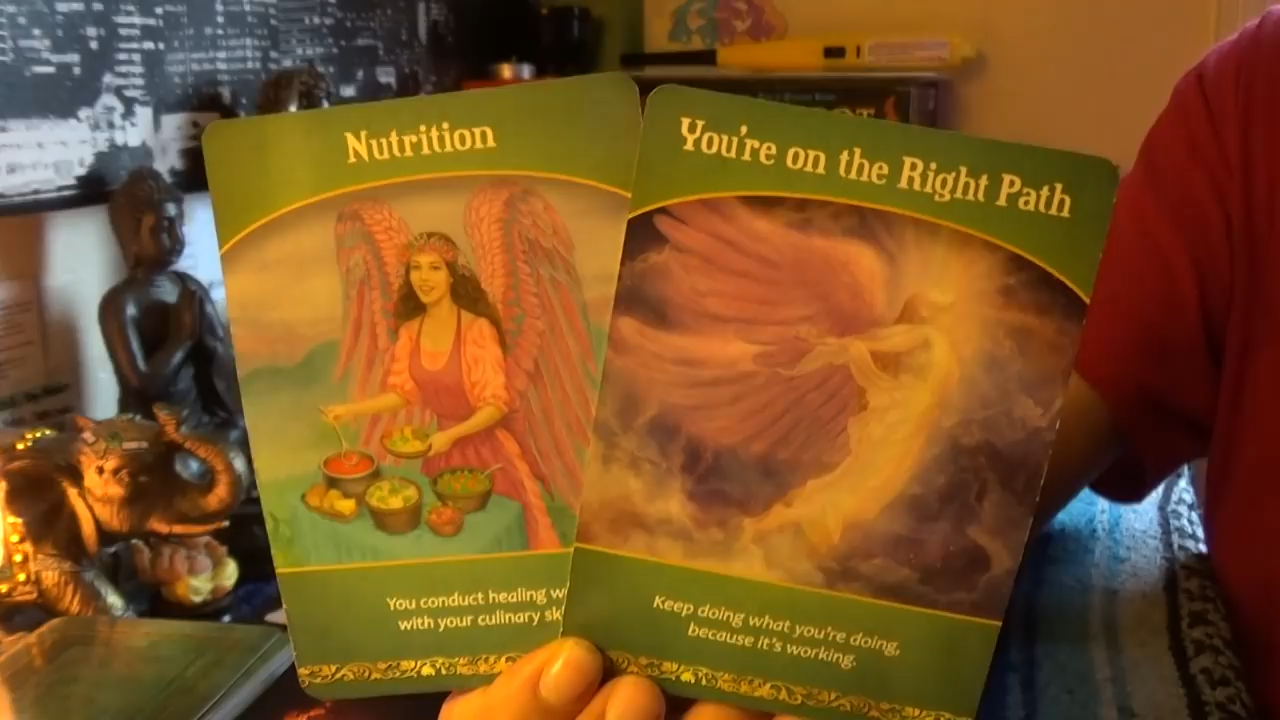 Nutrition
You conduct healing w
with your culinary sk
You're on the Right Path
Keep doing what you're doing,
because it's working.